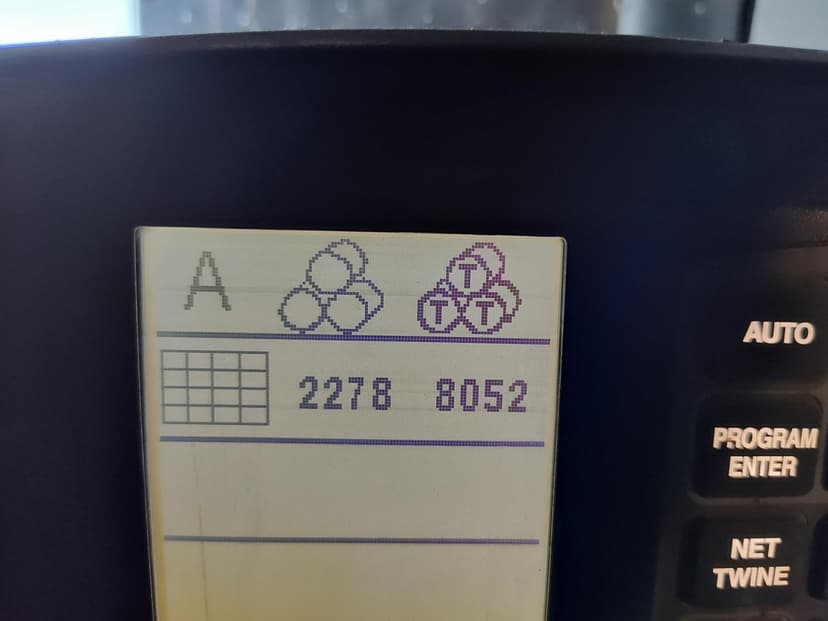 A
T
T T
2278 8052
AUTO
PROGRAM
ENTER
NET
TWINE